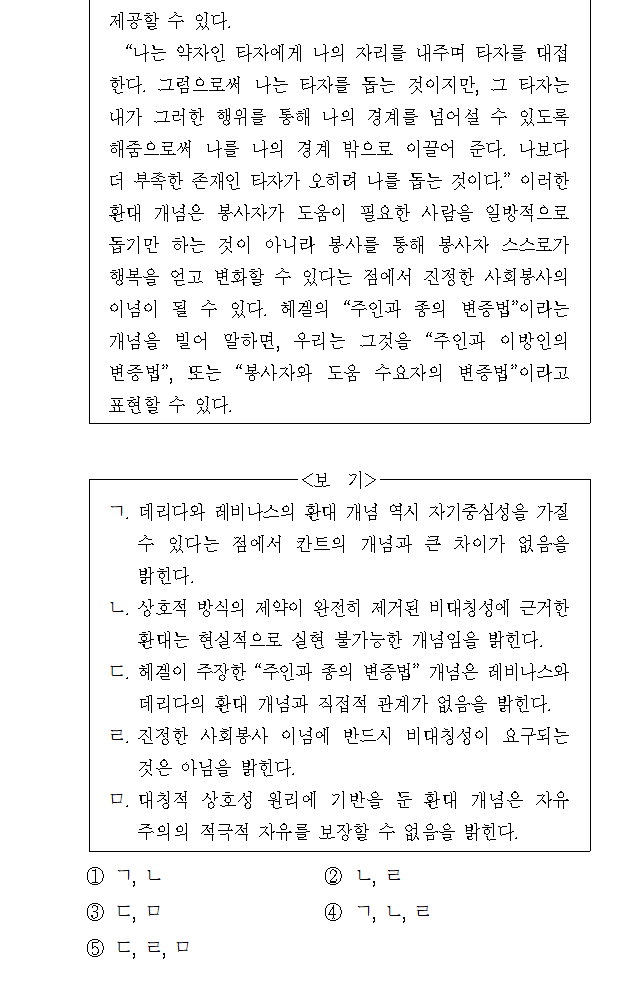 제공할 수 있다.
“나는 약자인 타자에게 나의 자리를 내주며 타자를 대접
한다. 그럼으로써 나는 타자를 돕는 것이지만, 그 타자는
내가 그러한 행위를 통해 나의 경계를 넘어설 수 있도록
해줌으로써 나를 나의 경계 밖으로 이끌어 준다. 나보다
더 부족한 존재인 타자가 오히려 나를 돕는 것이다.” 이러한
환대 개념은 봉사자가 도움이 필요한 사람을 일방적으로
돕기만 하는 것이 아니라 봉사를 통해 봉사자 스스로가
행복을 얻고 변화할 수 있다는 점에서 진정한 사회봉사의
이념이 될 수 있다. 헤겔의 “주인과 종의 변증법”이라는
개념을 빌어 말하면, 우리는 그것을 “주인과 이방인의
변증법”, 또는 “봉사자와 도움 수요자의 변증법”이라고
표현할 수 있다.
<보 기>
ㄱ. 데리다와 레비나스의 환대 개념 역시 자기중심성을 가질
수 있다는 점에서 칸트의 개념과 큰 차이가 없음을
밝힌다.
ㄴ. 상호적 방식의 제약이 완전히 제거된 비대칭성에 근거한
환대는 현실적으로 실현 불가능한 개념임을 밝힌다.
ㄷ. 헤겔이 주장한 “주인과 종의 변증법” 개념은 레비나스와
데리다의 환대 개념과 직접적 관계가 없음을 밝힌다.
ㄹ. 진정한 사회봉사 이념에 반드시 비대칭성이 요구되는
것은 아님을 밝힌다.
ㅁ. 대칭적 상호성 원리에 기반을 둔 환대 개념은 자유
주의의 적극적 자유를 보장할 수 없음을 밝힌다.
① ㄱ, ㄴ ② ㄴ, ㄹ
③ ㄷ, ㅁ ④ ㄱ, ㄴ, ㄹ
⑤ ㄷ, ㄹ, ㅁ